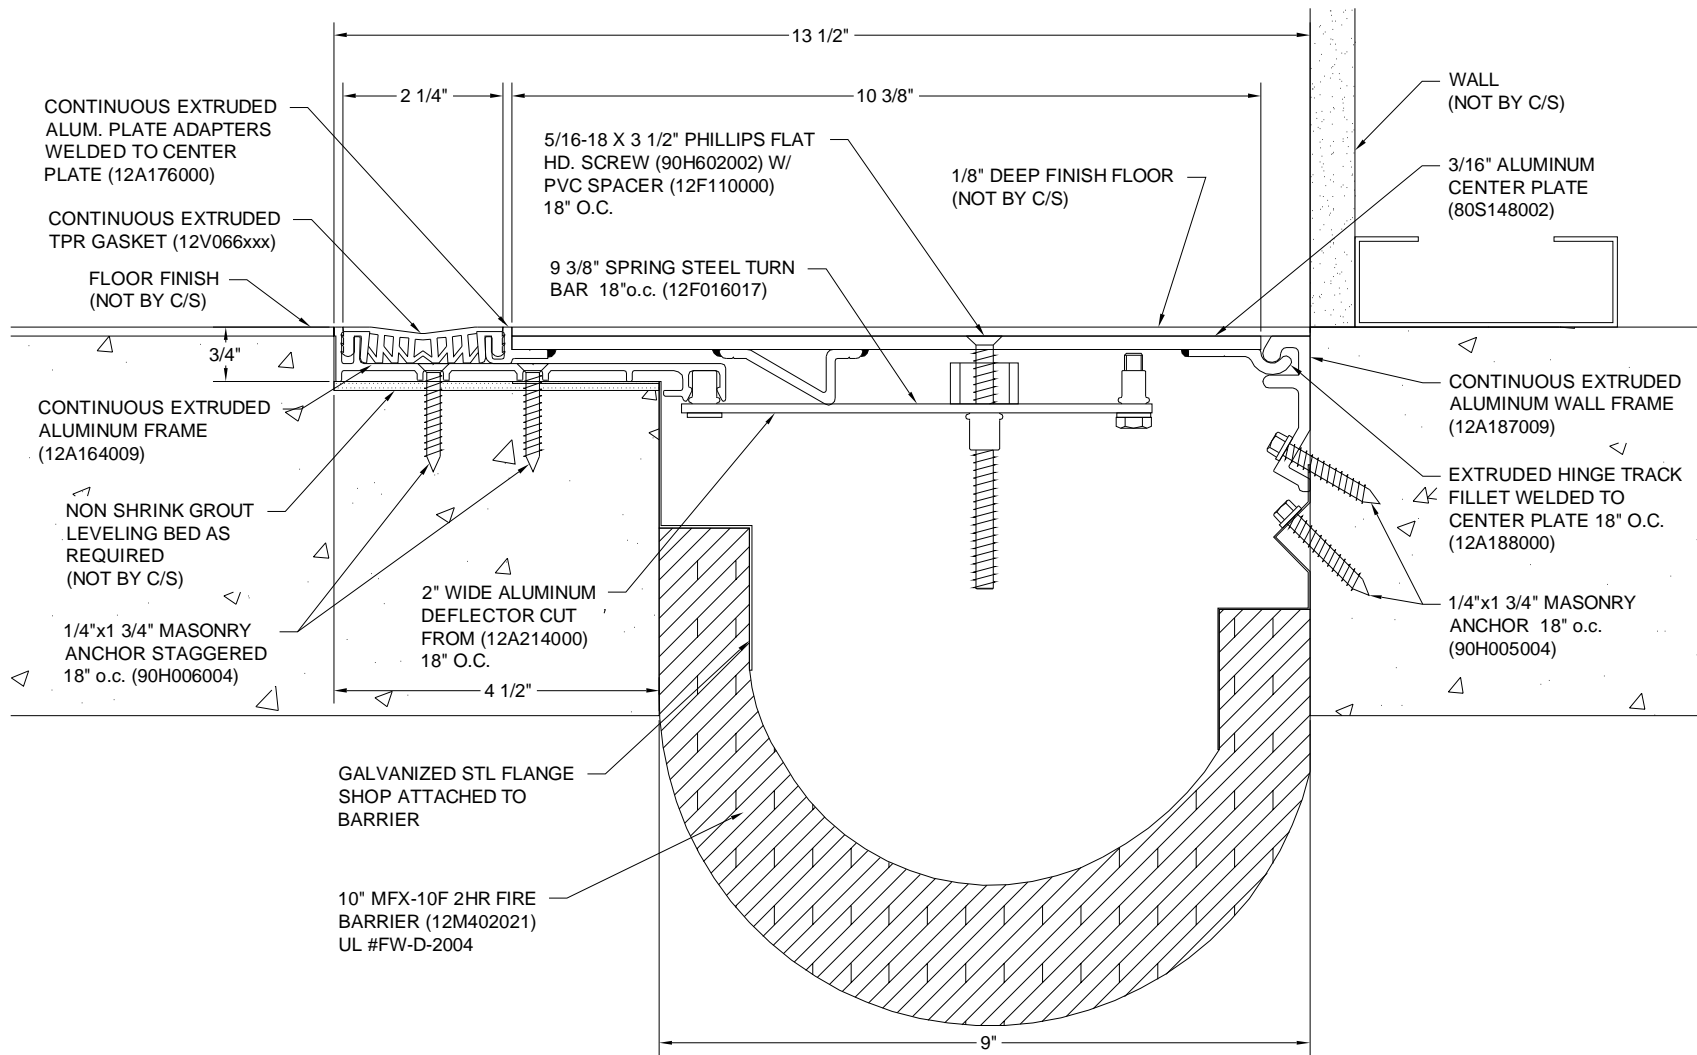 13 1/2"
2 1/4"
10 3/8"
CONTINUOUS EXTRUDED
ALUM. PLATE ADAPTERS
WELDED TO CENTER
PLATE (12A176000)
CONTINUOUS EXTRUDED
TPR GASKET (12V066xxx)
FLOOR FINISH
(NOT BY C/S)
5/16-18 X 3 1/2" PHILLIPS FLAT
HD. SCREW (90H602002) W/
PVC SPACER (12F110000)
18" O.C.
9 3/8" SPRING STEEL TURN
BAR 18"o.c. (12F016017)
1/8" DEEP FINISH FLOOR
(NOT BY C/S)
WALL
(NOT BY C/S)
3/16" ALUMINUM
CENTER PLATE
(80S148002)
3/4"
CONTINUOUS EXTRUDED
ALUMINUM FRAME
(12A164009)
NON SHRINK GROUT
LEVELING BED AS
REQUIRED
(NOT BY C/S)
1/4"x1 3/4" MASONRY
ANCHOR STAGGERED
18" o.c. (90H006004)
2" WIDE ALUMINUM
DEFLECTOR CUT
FROM (12A214000)
18" O.C.
4 1/2"
CONTINUOUS EXTRUDED
ALUMINUM WALL FRAME
(12A187009)
EXTRUDED HINGE TRACK
FILLET WELDED TO
CENTER PLATE 18" O.C.
(12A188000)
1/4"x1 3/4" MASONRY
ANCHOR 18" o.c.
(90H005004)
GALVANIZED STL FLANGE
SHOP ATTACHED TO
BARRIER
10" MFX-10F 2HR FIRE
BARRIER (12M402021)
UL #FW-D-2004
9"